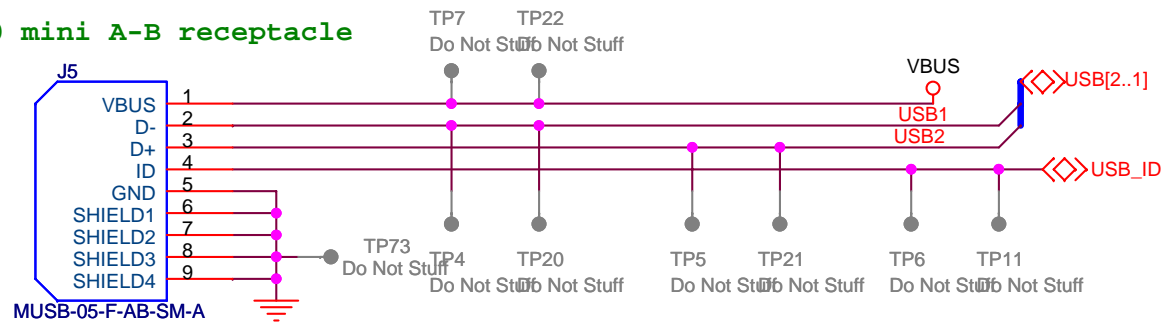 ) mini A-B receptacle
TP7
Do Not Stuff
TP22
Do Not Stuff
J5
VBUS
USB[2..1]
VBUS 1
D- 2
USB1
D+ 3
USB2
ID 4
USB_ID
GND 5
SHIELD1 6
SHIELD2 7
SHIELD3 8
SHIELD4 9
TP73
Do Not Stuff
TP4
Do Not Stuff
TP20
Do Not Stuff
TP5
Do Not Stuff
TP21
Do Not Stuff
TP6
Do Not Stuff
TP11
Do Not Stuff
MUSB-05-F-AB-SM-A